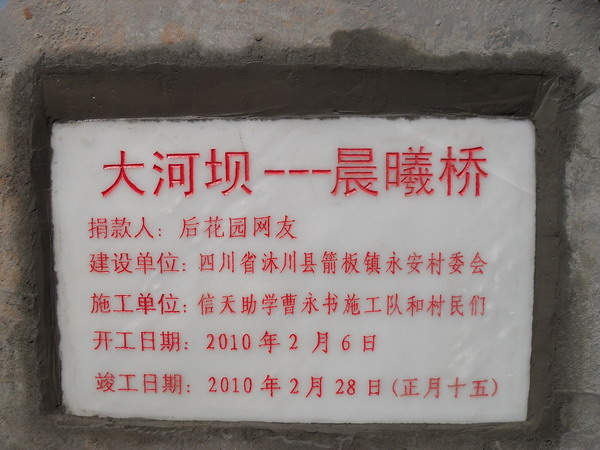 大河坝---晨曦桥
捐款人：后花园网友
建设单位：四川省沐川县箭板镇永安村委会
施工单位：信天助学曹永书施工队和村民们
开工日期：2010年2月6日
竣工日期：2010年2月28日(正月十五)